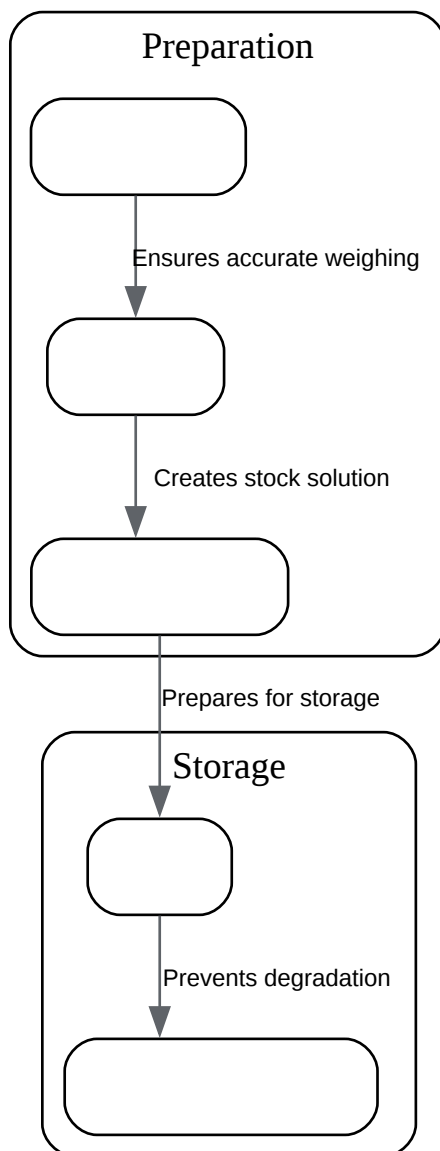 Preparation
Ensures accurate weighing
Creates stock solution
Prepares for storage
Storage
Prevents degradation